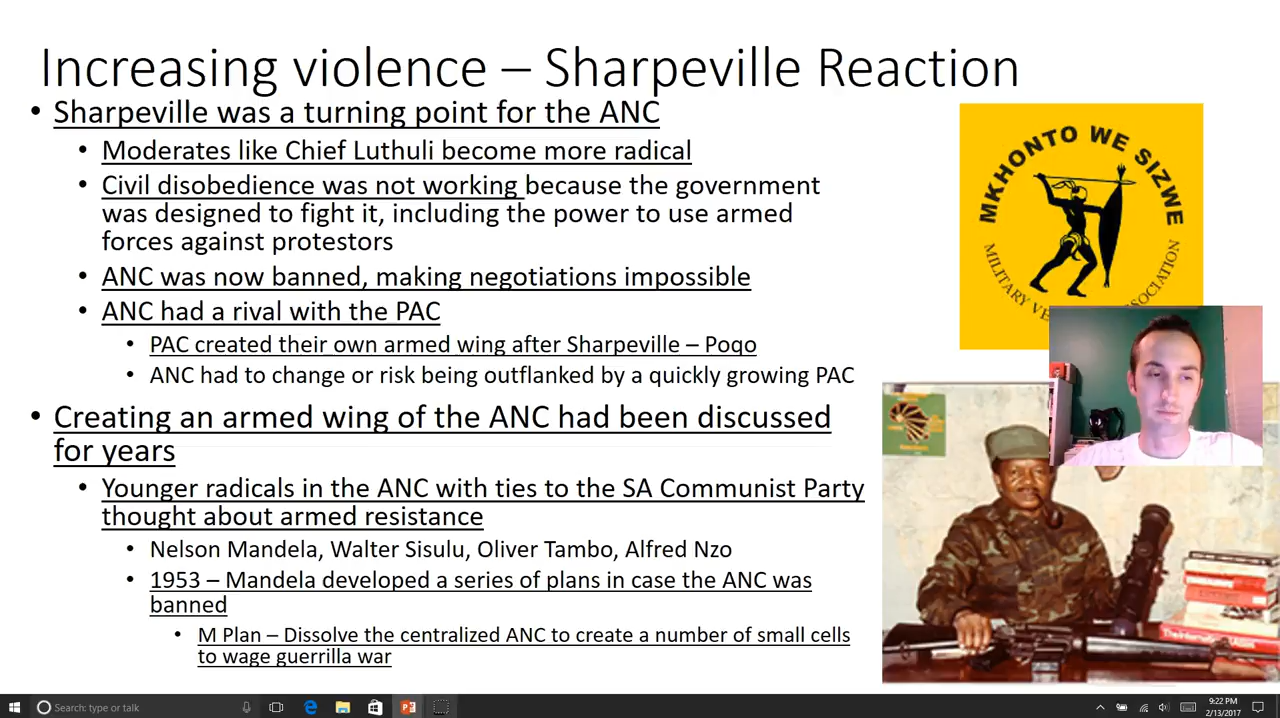 Increasing violence – Sharpeville Reaction
• Sharpeville was a turning point for the ANC
• Moderates like Chief Luthuli become more radical
• Civil disobedience was not working because the government
was designed to fight it, including the power to use armed
forces against protestors
• ANC was now banned, making negotiations impossible
• ANC had a rival with the PAC
• PAC created their own armed wing after Sharpeville – Poqo
• ANC had to change or risk being outflanked by a quickly growing PAC
• Creating an armed wing of the ANC had been discussed
for years
• Younger radicals in the ANC with ties to the SA Communist Party
thought about armed resistance
• Nelson Mandela, Walter Sisulu, Oliver Tambo, Alfred Nzo
• 1953 – Mandela developed a series of plans in case the ANC was
banned
• M Plan – Dissolve the centralized ANC to create a number of small cells
to wage guerrilla war
MKHONTO WE SIZWE
MILITARY
Search: type or talk
9:22 PM
2/13/2017